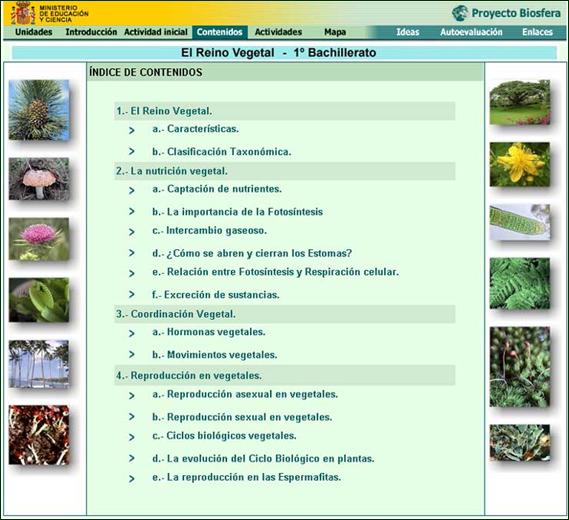 MINISTERIO
DE EDUCACIÓN
Y CIENCIA
Proyecto Biosfera
Unidades Introducción Actividad inicial Contenidos Actividades Mapa Ideas Autoevaluación Enlaces
El Reino Vegetal - 1º Bachillerato
ÍNDICE DE CONTENIDOS
1.- El Reino Vegetal.
a.- Características.
b.- Clasificación Taxonómica.
2.- La nutrición vegetal.
a.- Captación de nutrientes.
b.- La importancia de la Fotosíntesis
c.- Intercambio gaseoso.
d.- ¿Cómo se abren y cierran los Estomas?
e.- Relación entre Fotosíntesis y Respiración celular.
f.- Excreción de sustancias.
3.- Coordinación Vegetal.
a.- Hormonas vegetales.
b.- Movimientos vegetales.
4.- Reproducción en vegetales.
a.- Reproducción asexual en vegetales.
b.- Reproducción sexual en vegetales.
c.- Ciclos biológicos vegetales.
d.- La evolución del Ciclo Biológico en plantas.
e.- La reproducción en las Espermafitas.